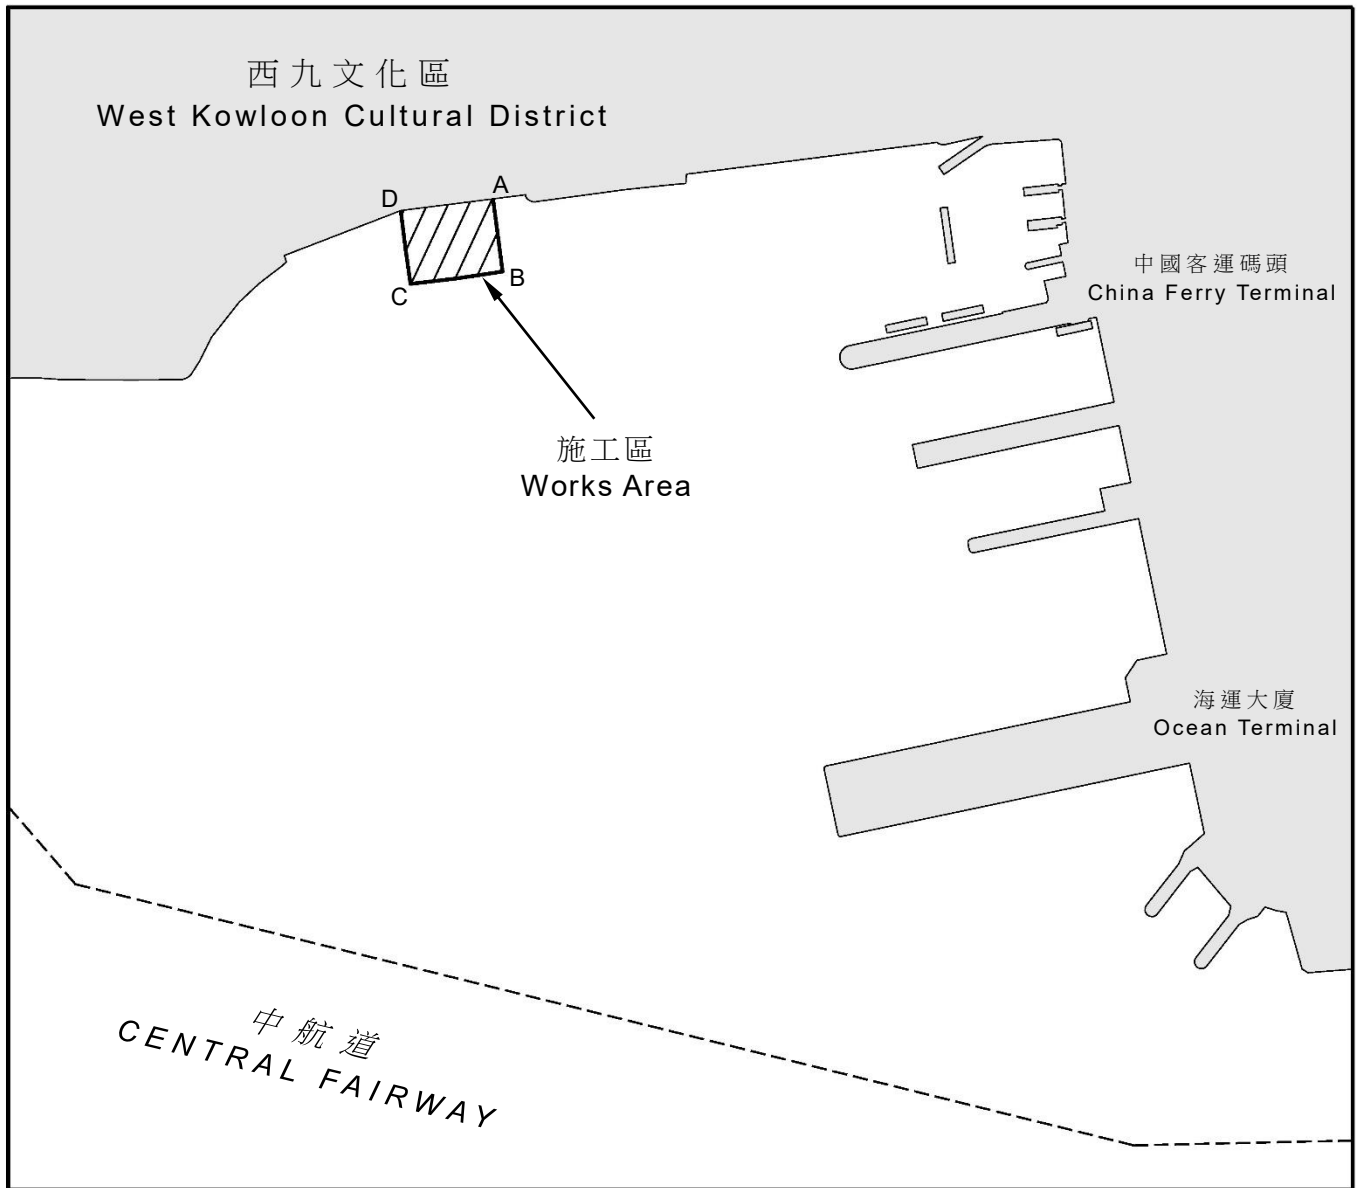 西九文化區
West Kowloon Cultural District
D
A
C
B
中國客運碼頭
China Ferry Terminal
施工區
Works Area
海運大廈
Ocean Terminal
中航道
CENTRAL FAIRWAY